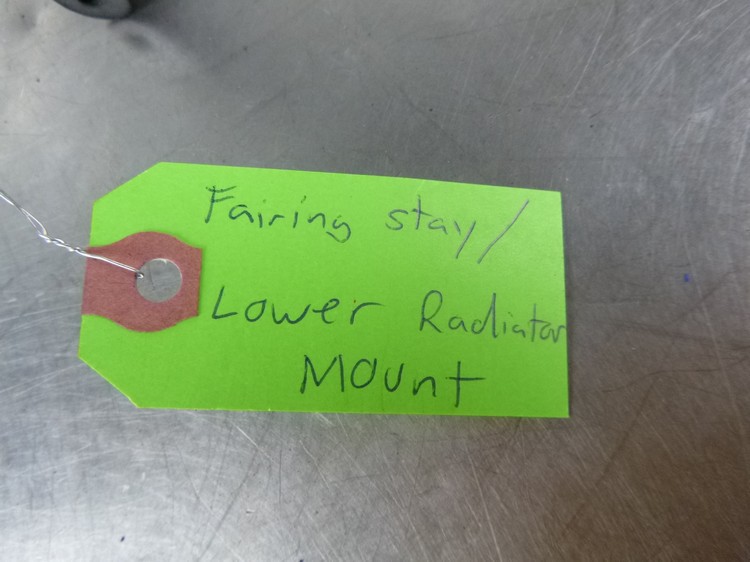 Fairing stay/
Lower Radiator
Mount